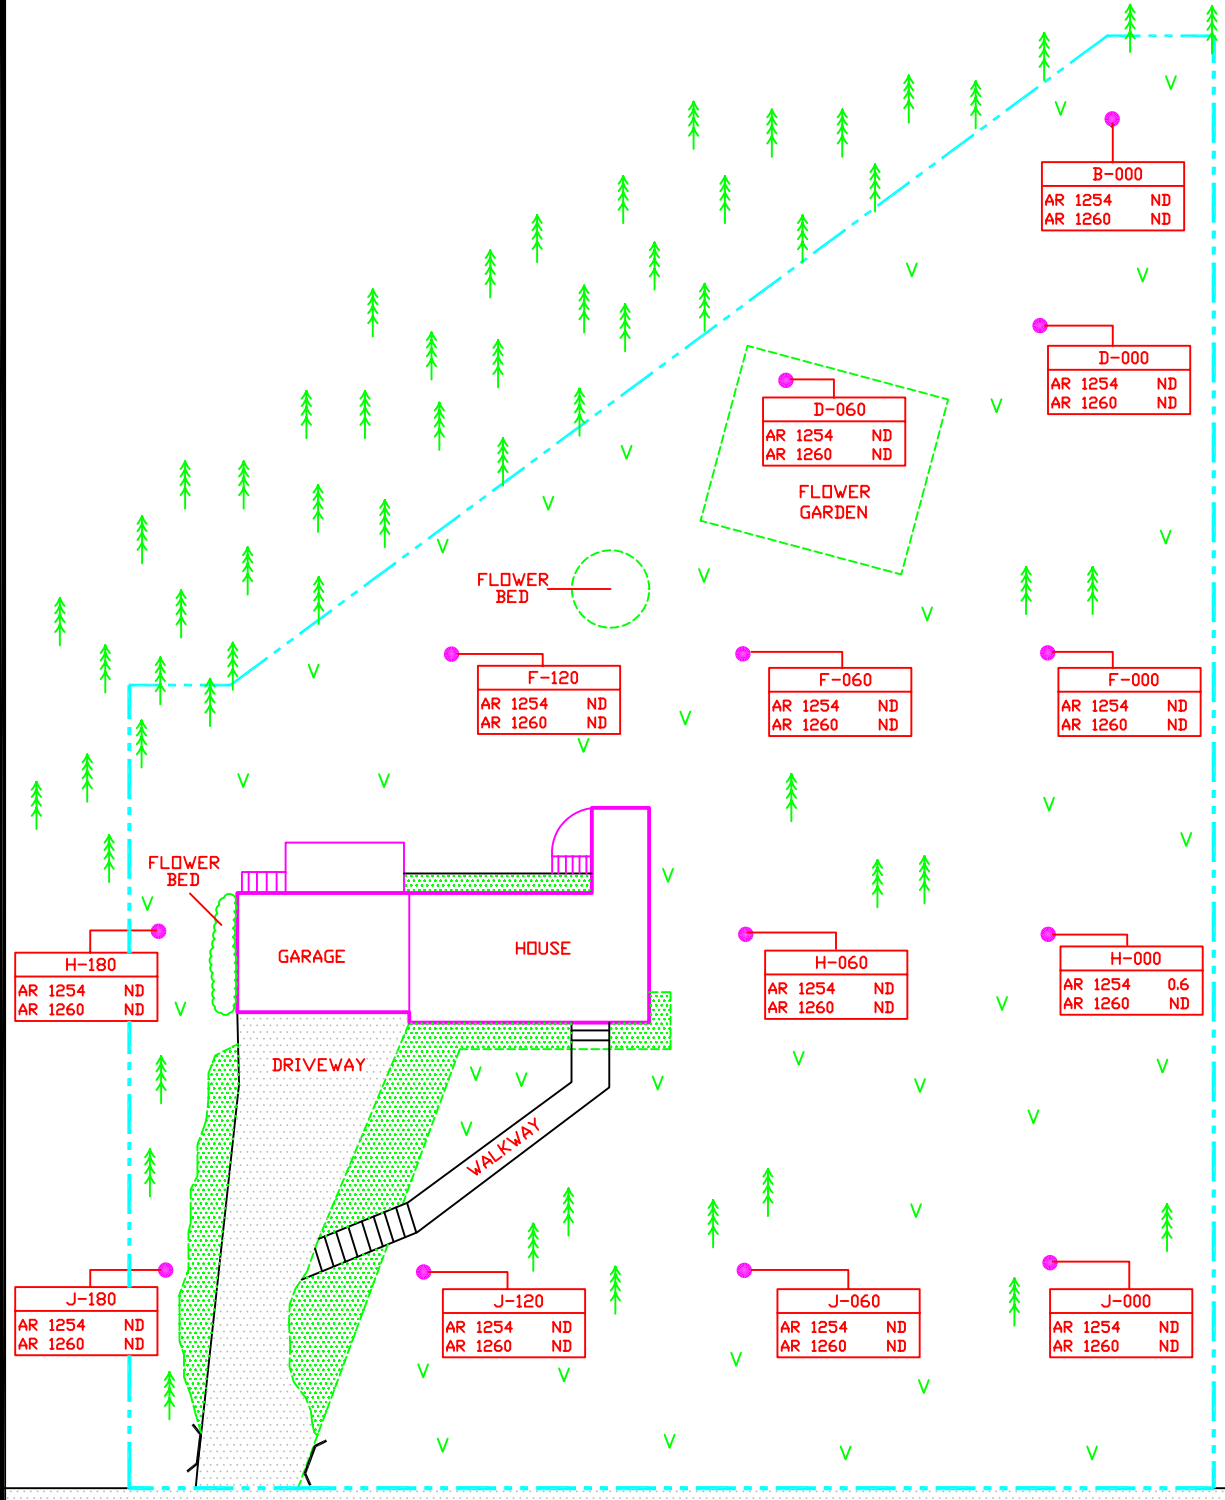 B-000
AR 1254 ND
AR 1260 ND
D-000
AR 1254 ND
AR 1260 ND
D-060
AR 1254 ND
AR 1260 ND
FLOWER
GARDEN
FLOWER
BED
F-120
AR 1254 ND
AR 1260 ND
F-060
AR 1254 ND
AR 1260 ND
F-000
AR 1254 ND
AR 1260 ND
FLOWER
BED
GARAGE
HOUSE
H-180
AR 1254 ND
AR 1260 ND
H-060
AR 1254 ND
AR 1260 ND
H-000
AR 1254 0.6
AR 1260 ND
DRIVEWAY
WALKWAY
J-180
AR 1254 ND
AR 1260 ND
J-120
AR 1254 ND
AR 1260 ND
J-060
AR 1254 ND
AR 1260 ND
J-000
AR 1254 ND
AR 1260 ND